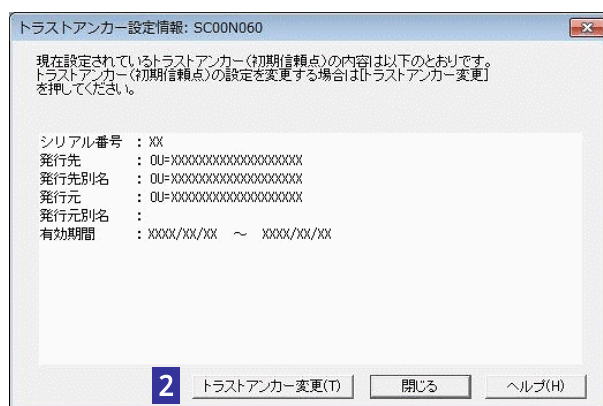 トラストアンカー設定情報: SC00N060
現在設定されているトラストアンカー(初期信頼点)の内容は以下のとおりです。
トラストアンカー(初期信頼点)の設定を変更する場合は[トラストアンカー変更]
を押してください。
シリアル番号 : XX
発行先 : OU=XXXXXXXXXXXXXXXXXXX
発行先別名 : OU=XXXXXXXXXXXXXXXXXXX
発行元 : OU=XXXXXXXXXXXXXXXXXXX
発行元別名 :
有効期間 : XXXX/XX/XX ～ XXXX/XX/XX
2 トラストアンカー変更(T) 閉じる ヘルプ(H)